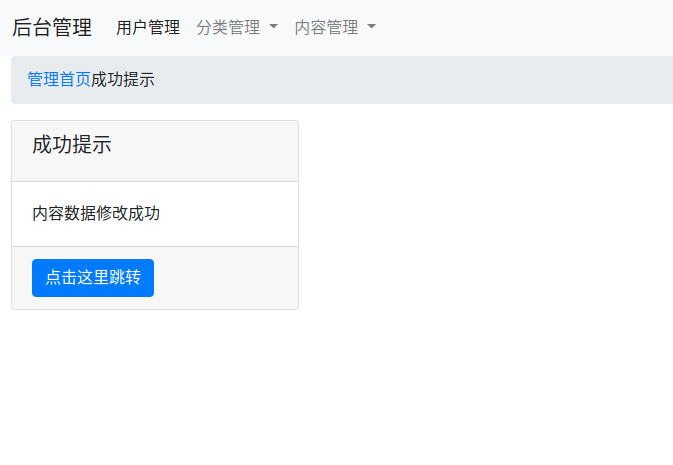 后台管理 用户管理 分类管理 内容管理
管理首页成功提示
成功提示
内容数据修改成功
点击这里跳转